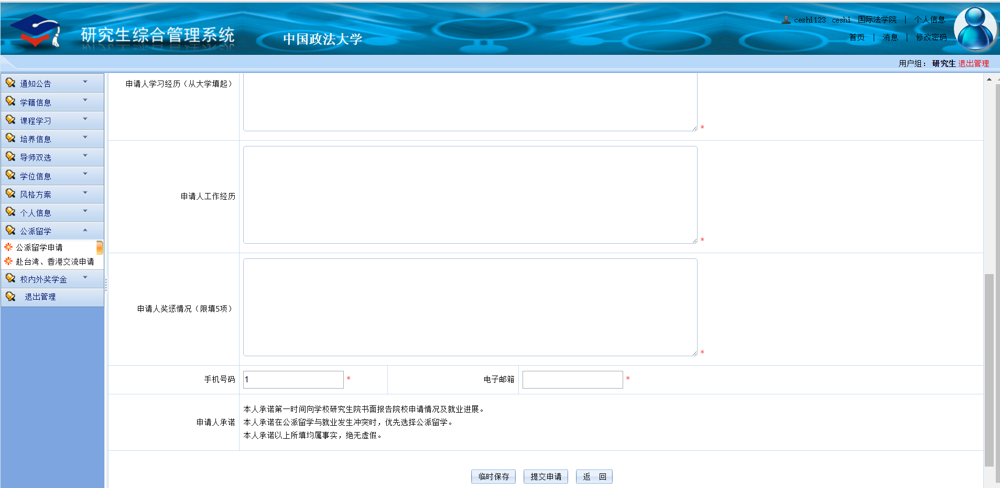 研究生综合管理系统
中国政法大学
ceshi123 ceshi 国际法学院 | 个人信息
首页 | 消息 | 修改密码
用户组： 研究生 退出管理
通知公告
学籍信息
课程学习
培养信息
导师双选
学位信息
风格方案
个人信息
公派留学
公派留学申请
赴台湾、香港交流申请
校内外奖学金
退出管理
申请人学习经历（从大学填起）
*
申请人工作经历
*
申请人奖惩情况（限填5项）
*
手机号码 1 * 电子邮箱 *
申请人承诺
本人承诺第一时间向学校研究生院书面报告院校申请情况及就业进展。
本人承诺在公派留学与就业发生冲突时，优先选择公派留学。
本人承诺以上所填均属事实，绝无虚假。
临时保存 提交申请 返 回